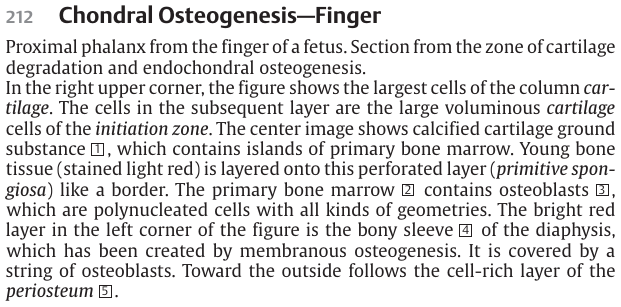 212 Chondral Osteogenesis—Finger
Proximal phalanx from the finger of a fetus. Section from the zone of cartilage
degradation and endochondral osteogenesis.
In the right upper corner, the figure shows the largest cells of the column car-
tilage. The cells in the subsequent layer are the large voluminous cartilage
cells of the initiation zone. The center image shows calcified cartilage ground
substance 1, which contains islands of primary bone marrow. Young bone
tissue (stained light red) is layered onto this perforated layer (primitive spon-
giosa) like a border. The primary bone marrow 2 contains osteoblasts 3,
which are polynucleated cells with all kinds of geometries. The bright red
layer in the left corner of the figure is the bony sleeve 4 of the diaphysis,
which has been created by membranous osteogenesis. It is covered by a
string of osteoblasts. Toward the outside follows the cell-rich layer of the
periosteum 5.